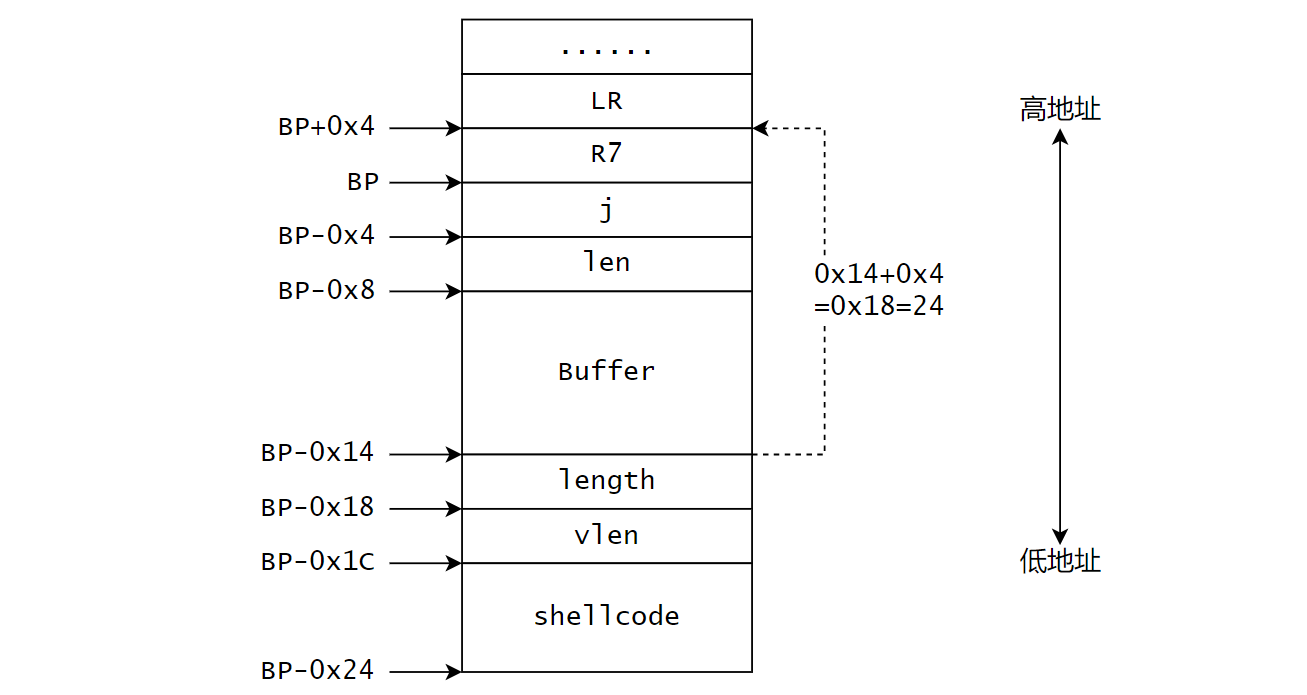 ......
LR
高地址
BP+0x4
R7
BP
j
BP-0x4
len
0x14+0x4
=0x18=24
BP-0x8
Buffer
BP-0x14
length
BP-0x18
vlen
BP-0x1C
低地址
shellcode
BP-0x24